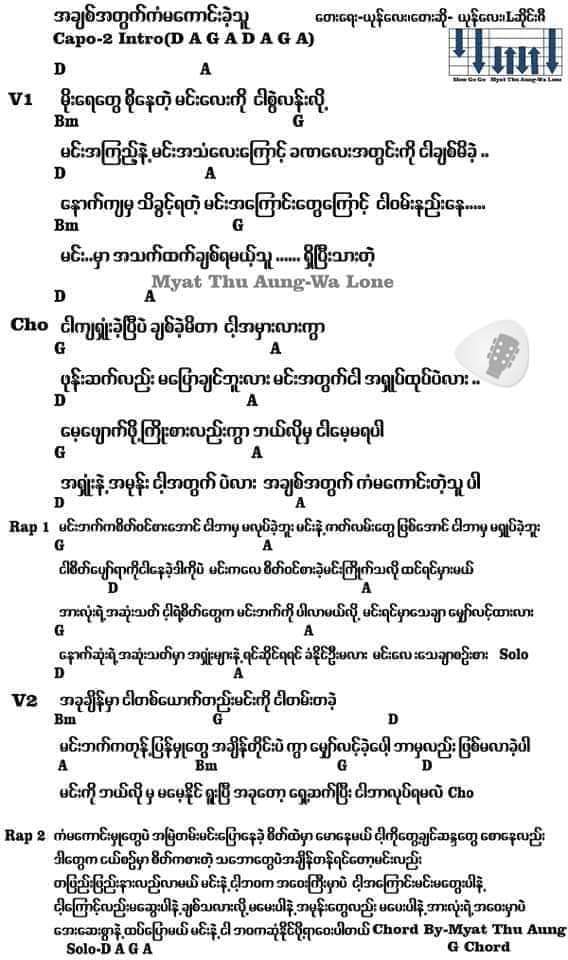 အချစ်အတွက်ကံမကောင်းခဲ့သူ တေးရေး-ယုန်လေး၊တေးဆို- ယုန်လေး၊Lဆိုင်းဇီ
Capo-2 Intro(D A G A D A G A)
Shan Go Go Myat Thu Aung-Wa Lone
D A
V1 မိုးရေတွေ စိုနေတဲ့ မင်းလေးကို ငါစွဲလန်းလို့
Bm G
မင်းအကြည့်နဲ့ မင်းအသံလေးကြောင့် ခဏလေးအတွင်းကို ငါချစ်မိခဲ့ ..
D A
နောက်ကျမှ သိခွင့်ရတဲ့ မင်းအကြောင်းတွေကြောင့် ငါဝမ်းနည်းနေ.....
Bm G
မင်း..မှာ အသက်ထက်ချစ်ရမယ့်သူ ...... ရှိပြီးသားတဲ့
Myat Thu Aung-Wa Lone
D A
Cho ငါကျရှုံးခဲ့ပြီပဲ ချစ်ခဲ့မိတာ ငါ့အမှားလားကွာ
G A
ဖုန်းဆက်လည်း မပြောချင်ဘူးလား မင်းအတွက်ငါ အရှုပ်ထုပ်ပဲလား ..
D A
မေ့ဖျောက်ဖို့ကြိုးစားလည်းကွာ ဘယ်လိုမှ ငါမေ့မရပါ
G A
အရှုံးနဲ့ အမုန်း ငါ့အတွက် ပဲလား အချစ်အတွက် ကံမကောင်းတဲ့သူ ပါ
D A
Rap 1 မင်းဘက်ကစိတ်ဝင်စားအောင် ငါဘာမှ မလုပ်ခဲ့ဘူး မင်းနဲ့ ဇာတ်လမ်းတွေ ဖြစ်အောင် ငါဘာမှ မရှုပ်ခဲ့ဘူး
G A
ငါစိတ်ပျော်ရာကိုငါနေခဲ့ဒါကိုပဲ မင်းကလေ စိတ်ဝင်စားခဲ့မင်းကြိုက်သလို ထင်ရင်မှားမယ်
D A
အားလုံးရဲ့ အဆုံးသတ် ငါ့ရဲ့စိတ်တွေက မင်းဘက်ကို ပါလာမယ်လို့ မင်းရင်မှာသေချာ မျှော်လင့်ထားလား
G A
နောက်ဆုံးရဲ့ အဆုံးသတ်မှာ အရှုံးများနဲ့ ရင်ဆိုင်ရရင် ခံနိုင်ဦးမလား မင်းလေး သေချာစဉ်းစား Solo
D A
V2 အခုချိန်မှာ ငါတစ်ယောက်တည်းမင်းကို ငါတမ်းတခဲ့
Bm G D
မင်းဘက်ကတုန့်ပြန်မှုတွေ အချိန်တိုင်းပဲ ကွာ မျှော်လင့်ခဲ့ပေါ့ ဘာမှလည်း ဖြစ်မလာခဲ့ပါ
A Bm G D
မင်းကို ဘယ်လို မှ မမေ့နိုင် ရူးပြီ အခုတော့ ရှေ့ဆက်ပြီး ငါဘာလုပ်ရမလဲ Cho
Rap 2 ကံမကောင်းမှုတွေပဲ အမြဲတမ်းမင်းပြောနေခဲ့ စိတ်ထဲမှာ မောနေမယ် ငါ့ကိုတွေ့ချင်ဆန္ဒတွေ စောနေလည်း
ဒါတွေက ငယ်စဉ်မှာ စိတ်ကစားတဲ့ သဘောတွေပဲအချိန်တန်ရင်တော့မင်းလည်း
တဖြည်းဖြည်းနားလည်လာမယ် မင်းနဲ့ ငါ့ဘဝက အဝေးကြီးမှာပဲ ငါ့အကြောင်းမင်းမတွေးပါနဲ့
ငါ့ကြောင့်လည်းမဆွေးပါနဲ့ ချစ်သလားလို့ မမေးပါနဲ့ အမုန်းတွေလည်း မပေးပါနဲ့ အားလုံးရဲ့ အဝေးမှာပဲ
အေးဆေးစွာနဲ့ ထပ်ပြောမယ် မင်းနဲ့ ငါ ဘဝကဆုံနိုင်ဖို့ရာဝေးပါတယ် Chord By-Myat Thu Aung
Solo-D A G A G Chord